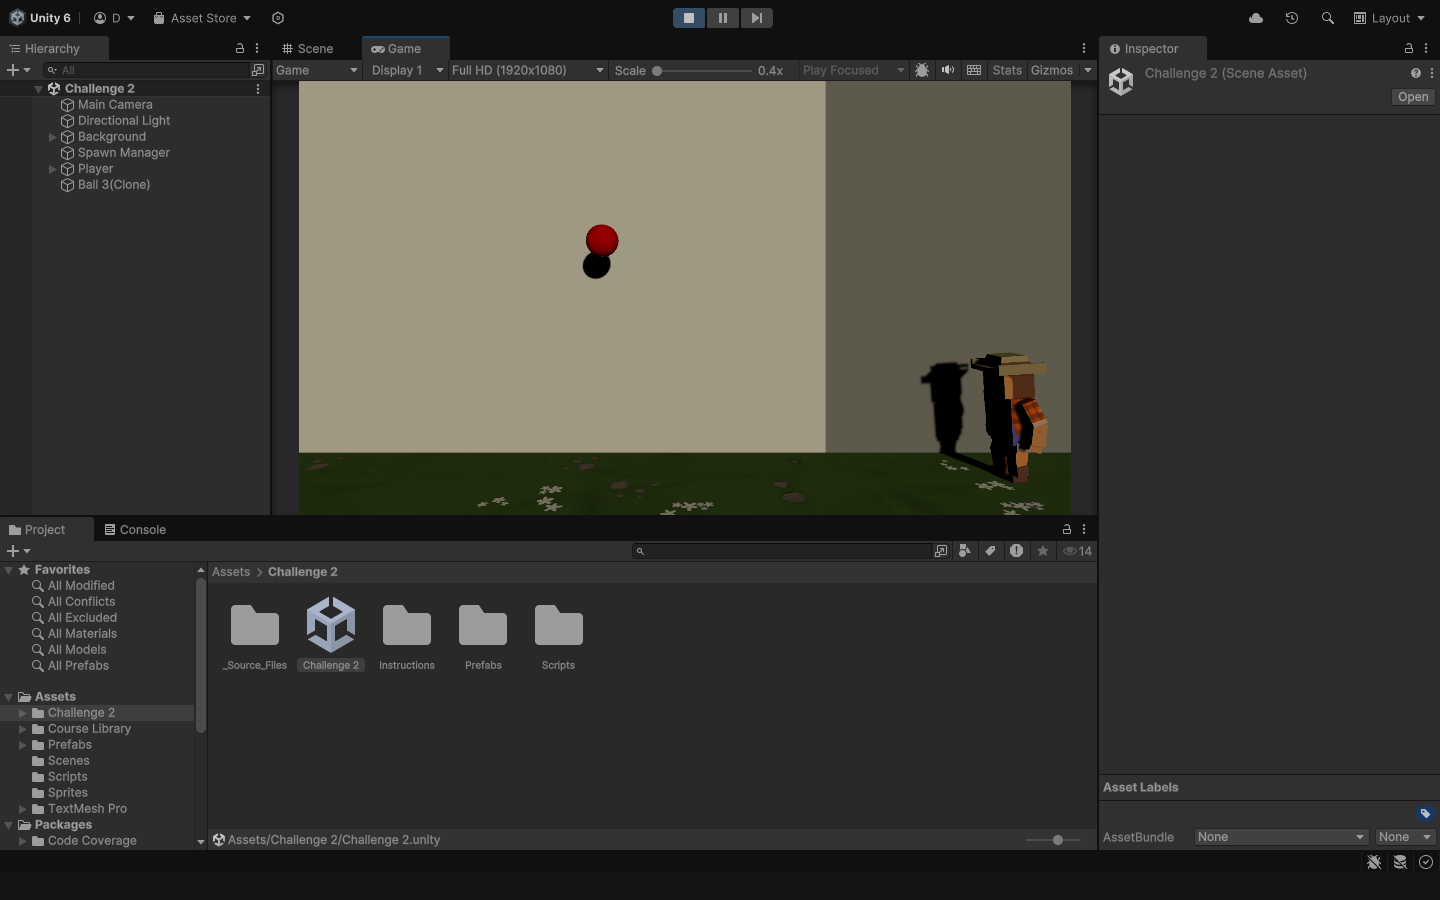 Unity 6
D
Asset Store
Layout
Hierarchy
Scene
Game
Inspector
All
Game
Display 1
Full HD (1920x1080)
Scale
0.4x
Play Focused
Stats
Gizmos
Challenge 2 (Scene Asset)
Open
Challenge 2
Main Camera
Directional Light
Background
Spawn Manager
Player
Ball 3(Clone)
Project
Console
14
Favorites
All Modified
All Conflicts
All Excluded
All Materials
All Models
All Prefabs
Assets
Challenge 2
Course Library
Prefabs
Scenes
Scripts
Sprites
TextMesh Pro
Packages
Code Coverage
Assets > Challenge 2
_Source_Files
Challenge 2
Instructions
Prefabs
Scripts
Assets/Challenge 2/Challenge 2.unity
Asset Labels
AssetBundle
None
None